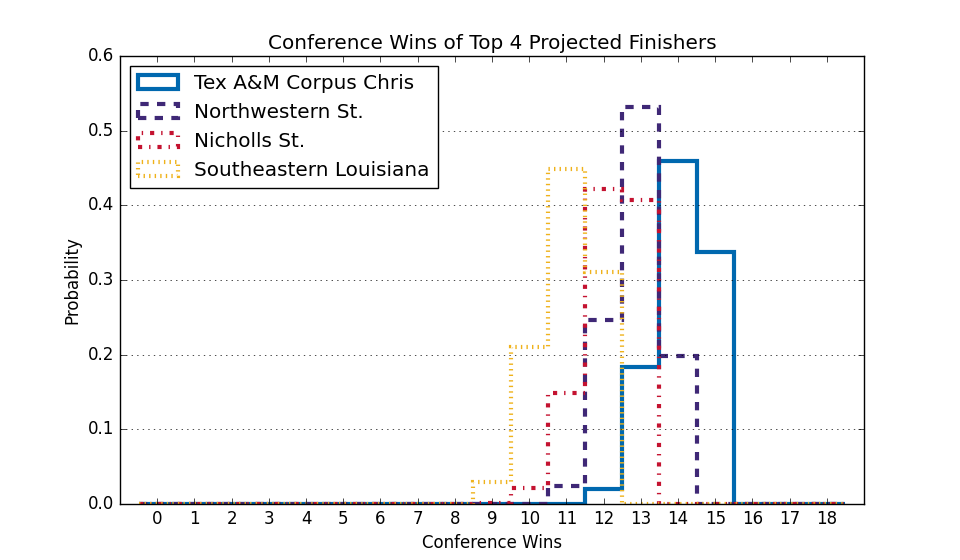 Conference Wins of Top 4 Projected Finishers
Tex A&M Corpus Chris
Northwestern St.
Nicholls St.
Southeastern Louisiana
Probability
0.6
0.5
0.4
0.3
0.2
0.1
0.0
0 1 2 3 4 5 6 7 8 9 10 11 12 13 14 15 16 17 18
Conference Wins